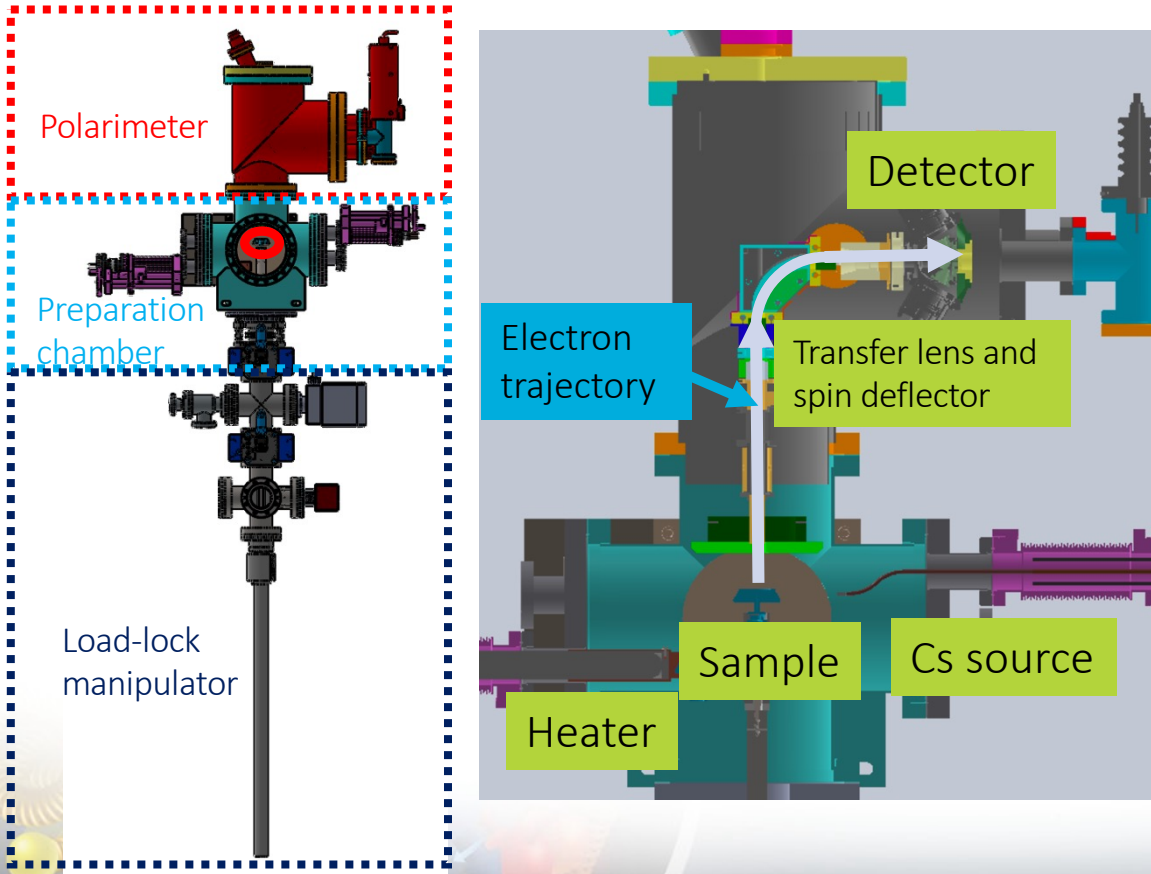 Polarimeter
Preparation
chamber
Load-lock
manipulator
Detector
Electron
trajectory
Transfer lens and
spin deflector
Sample
Cs source
Heater